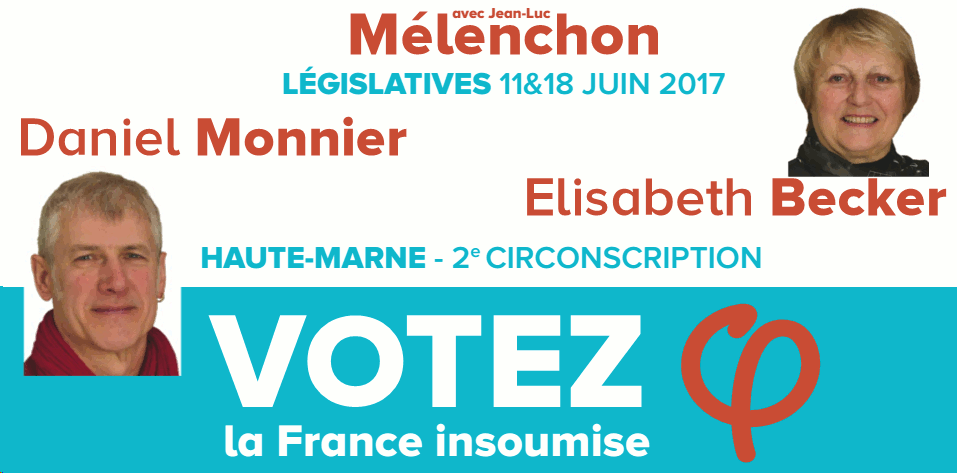 avec Jean-Luc
Mélenchon
LÉGISLATIVES 11&18 JUIN 2017
Daniel Monnier
Elisabeth Becker
HAUTE-MARNE - 2e CIRCONSCRIPTION
VOTEZ
la France insoumise